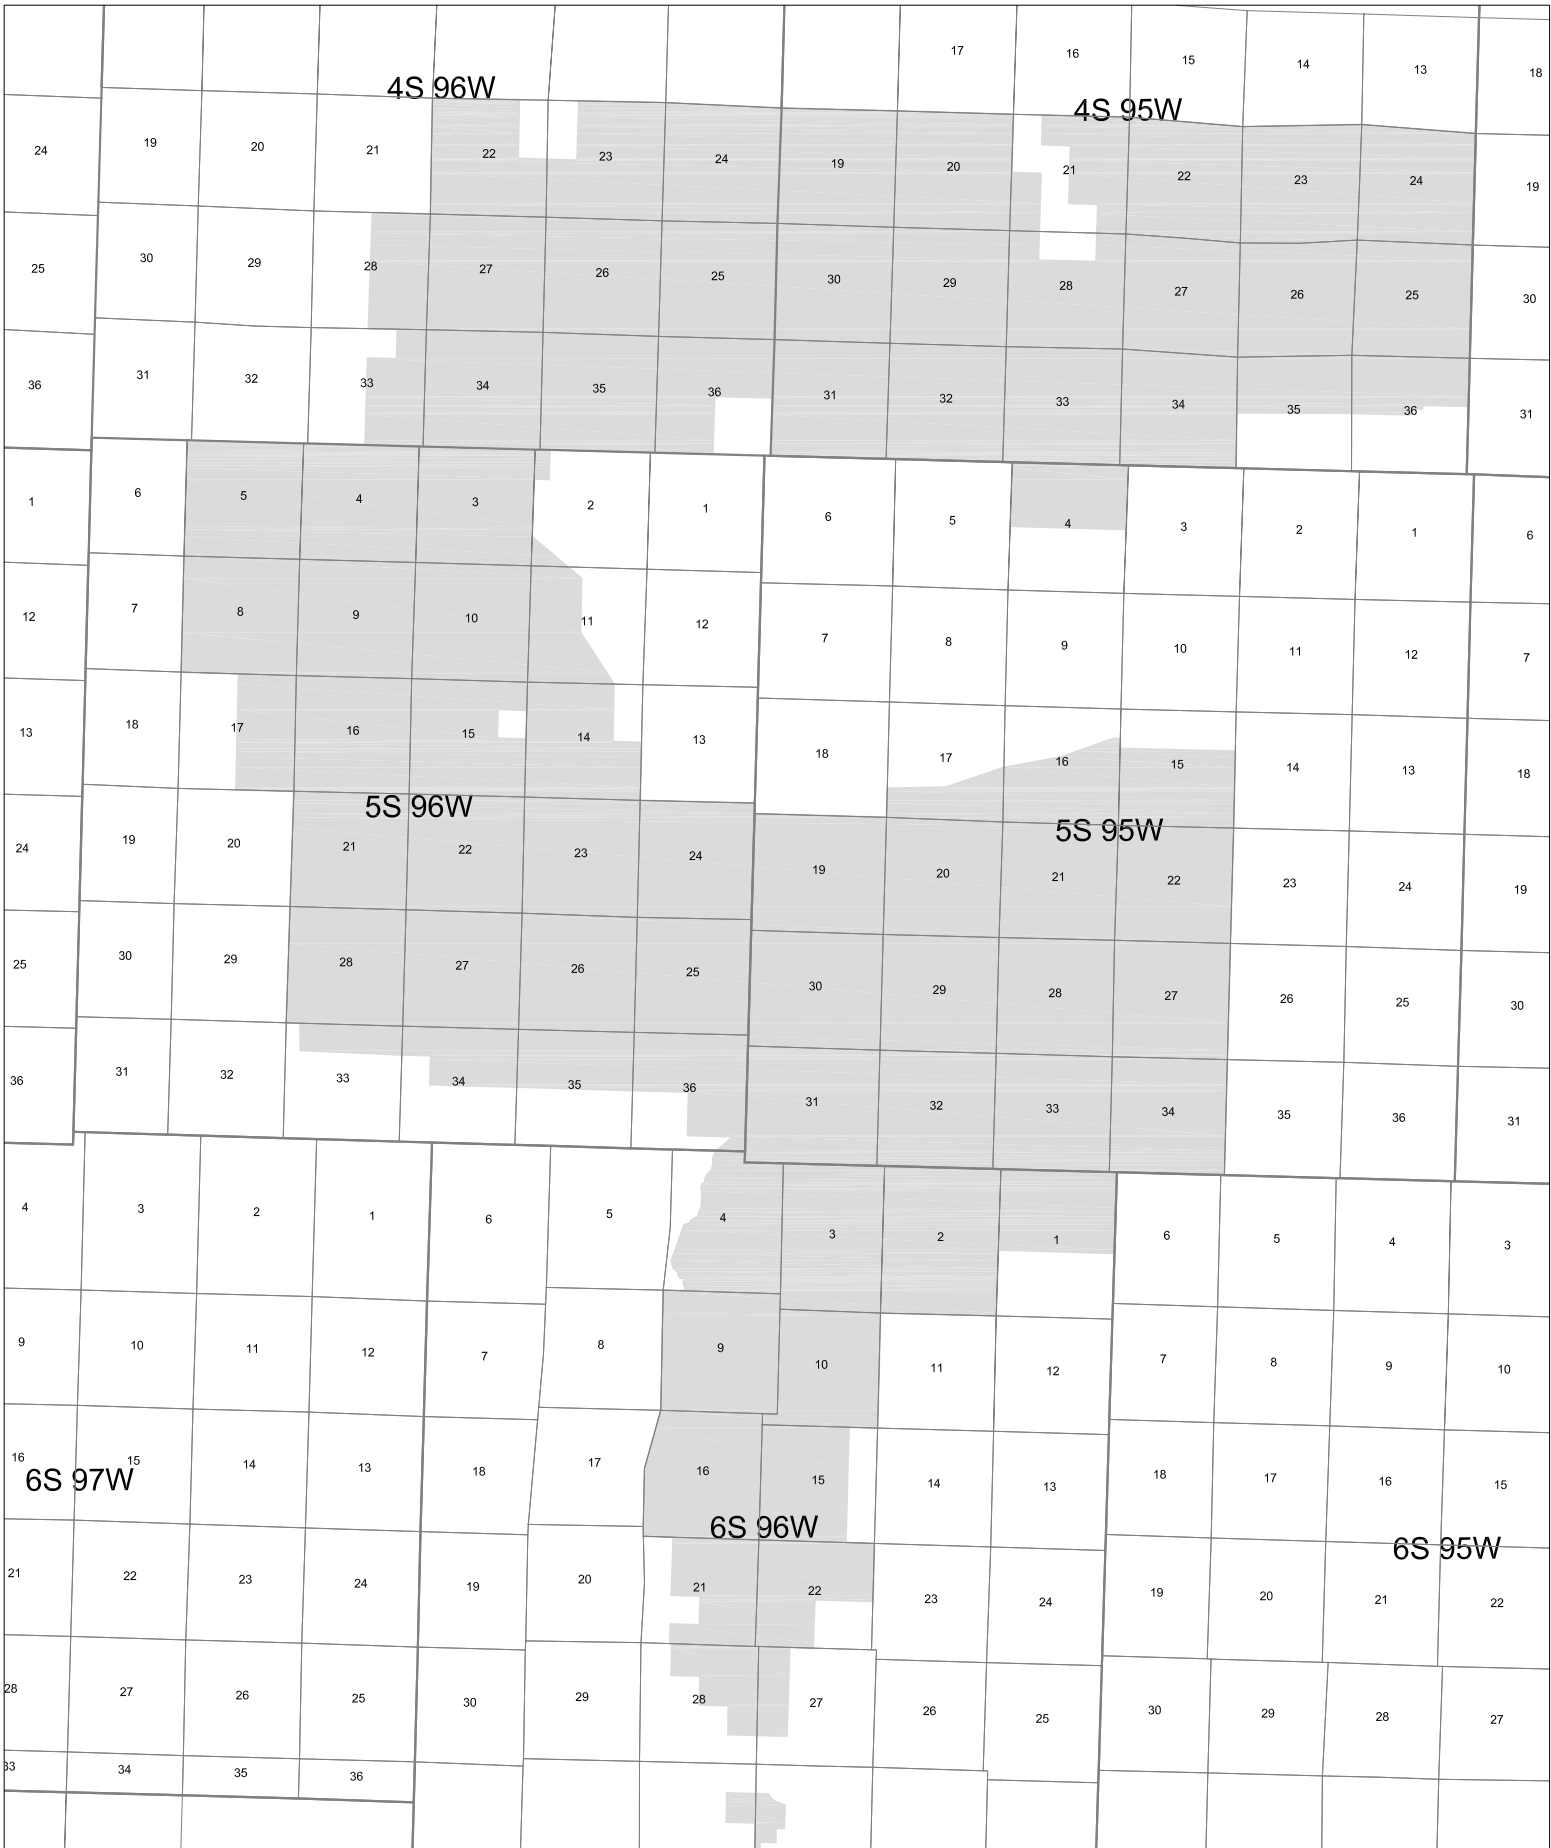 17 16 15 14 13 18
4S 96W
4S 95W
24 19 20 21 22 23 24 19 20 21 22 23 24 19
25 30 29 28 27 26 25 30 29 28 27 26 25 30
36 31 32 33 34 35 36 31 32 33 34 35 36 31
1 6 5 4 3 2 1 6 5 4 3 2 1 6
12 7 8 9 10 11 12 7 8 9 10 11 12 7
13 18 17 16 15 14 13 18 17 16 15 14 13 18
5S 96W
5S 95W
24 19 20 21 22 23 24 19 20 21 22 23 24 19
25 30 29 28 27 26 25 30 29 28 27 26 25 30
36 31 32 33 34 35 36 31 32 33 34 35 36 31
4 3 2 1 6 5 4 3 2 1 6 5 4 3
9 10 11 12 7 8 9 10 11 12 7 8 9 10
16 15 14 13 18 17 16 15 14 13 18 17 16 15
6S 97W
6S 96W
6S 95W
21 22 23 24 19 20 21 22 23 24 19 20 21 22
28 27 26 25 30 29 28 27 26 25 30 29 28 27
33 34 35 36